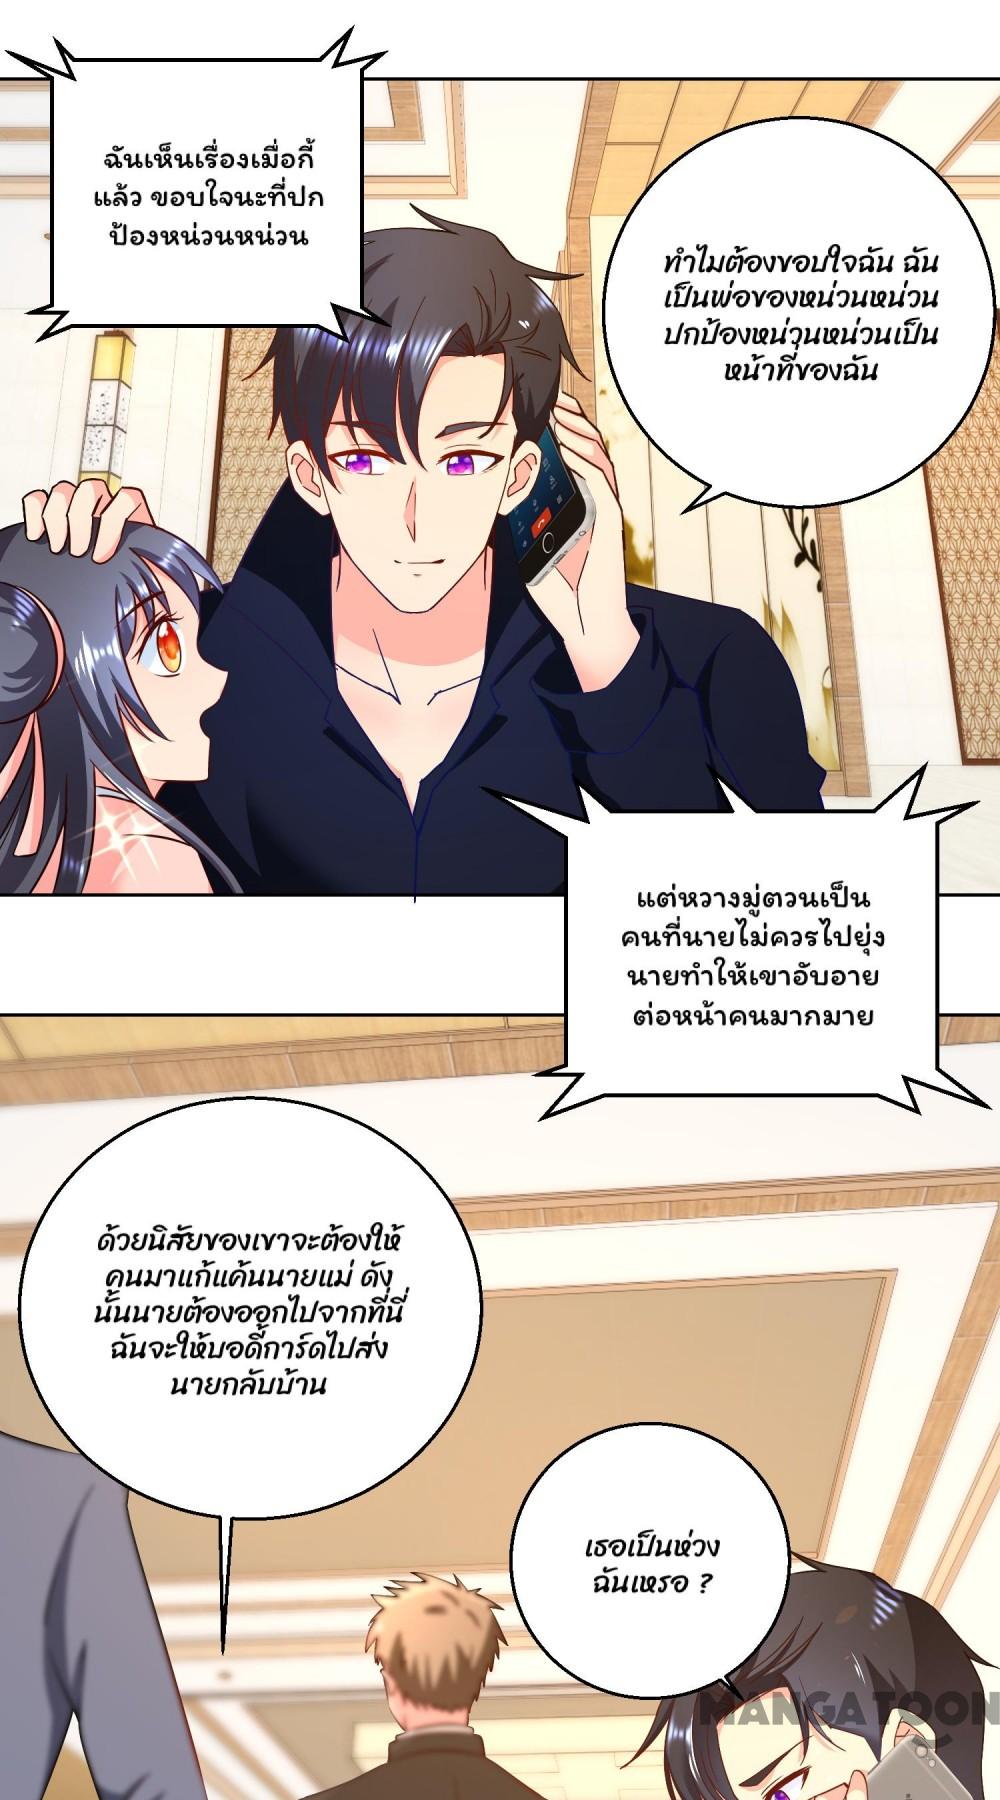 ฉันเห็นเรื่องเมื่อกี้
แล้ว ขอบใจนะที่ปก
ป้องหน่วนหน่วน
ทำไมต้องขอบใจฉัน ฉัน
เป็นพ่อของหน่วนหน่วน
ปกป้องหน่วนหน่วนเป็น
หน้าที่ของฉัน
แต่หวางมู่ตวนเป็น
คนที่นายไม่ควรไปยุ่ง
นายทำให้เขาอับอาย
ต่อหน้าคนมากมาย
ด้วยนิสัยของเขาจะต้องให้
คนมาแก้แค้นนายแม่ ดัง
นั้นนายต้องออกไปจากที่นี่
ฉันจะให้บอดี้การ์ดไปส่ง
นายกลับบ้าน
เธอเป็นห่วง
ฉันเหรอ ?
MANGATOON